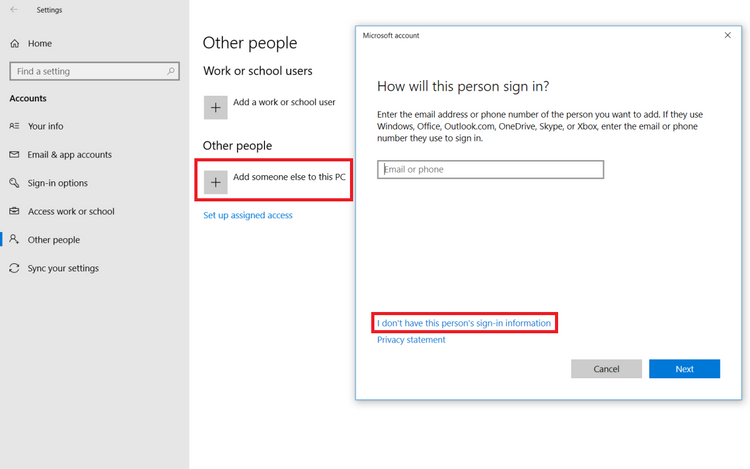 Settings
Home
Find a setting
Accounts
Your info
Email & app accounts
Sign-in options
Access work or school
Other people
Sync your settings
Other people
Work or school users
Add a work or school user
Other people
Add someone else to this PC
Set up assigned access
Microsoft account
How will this person sign in?
Enter the email address or phone number of the person you want to add. If they use
Windows, Office, Outlook.com, OneDrive, Skype, or Xbox, enter the email or phone
number they use to sign in.
Email or phone
I don't have this person's sign-in information
Privacy statement
Cancel
Next